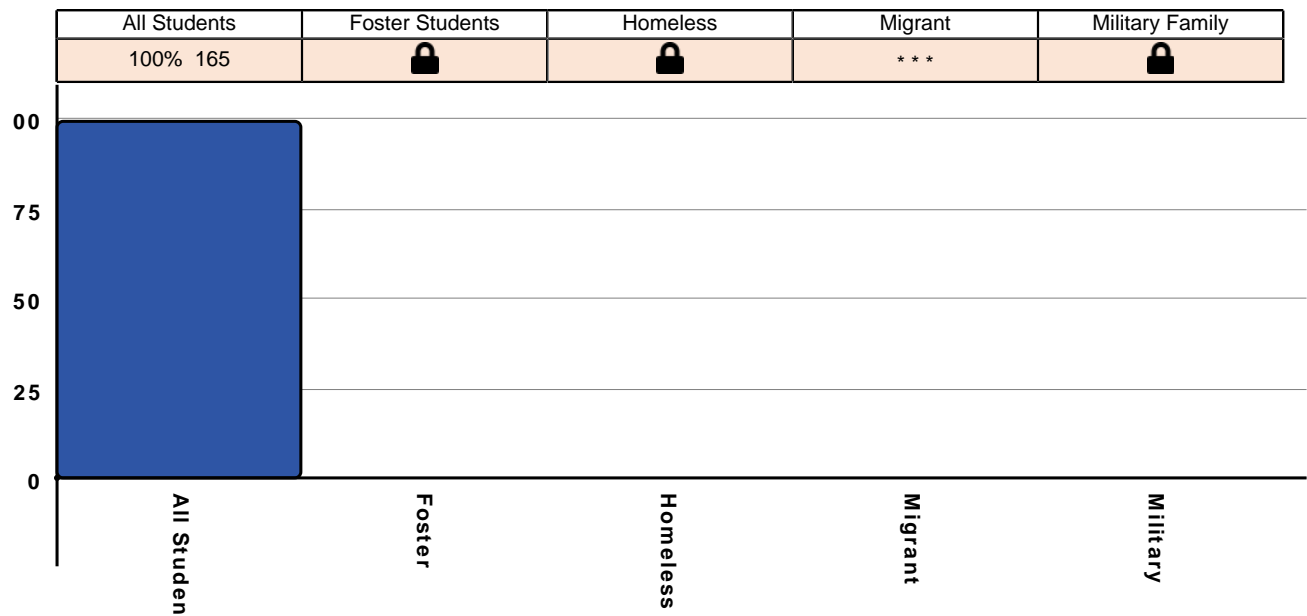 All Students Foster Students Homeless Migrant Military Family
100% 165 * * *
00
75
50
25
0
All Studen
Foster
Homeless
Migrant
Military